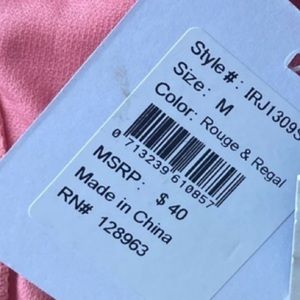 Style#: IRJ1309S
Size: M
Color: Rouge & Regal
0 713239 610857
MSRP: $ 40
Made in China
RN# 128963